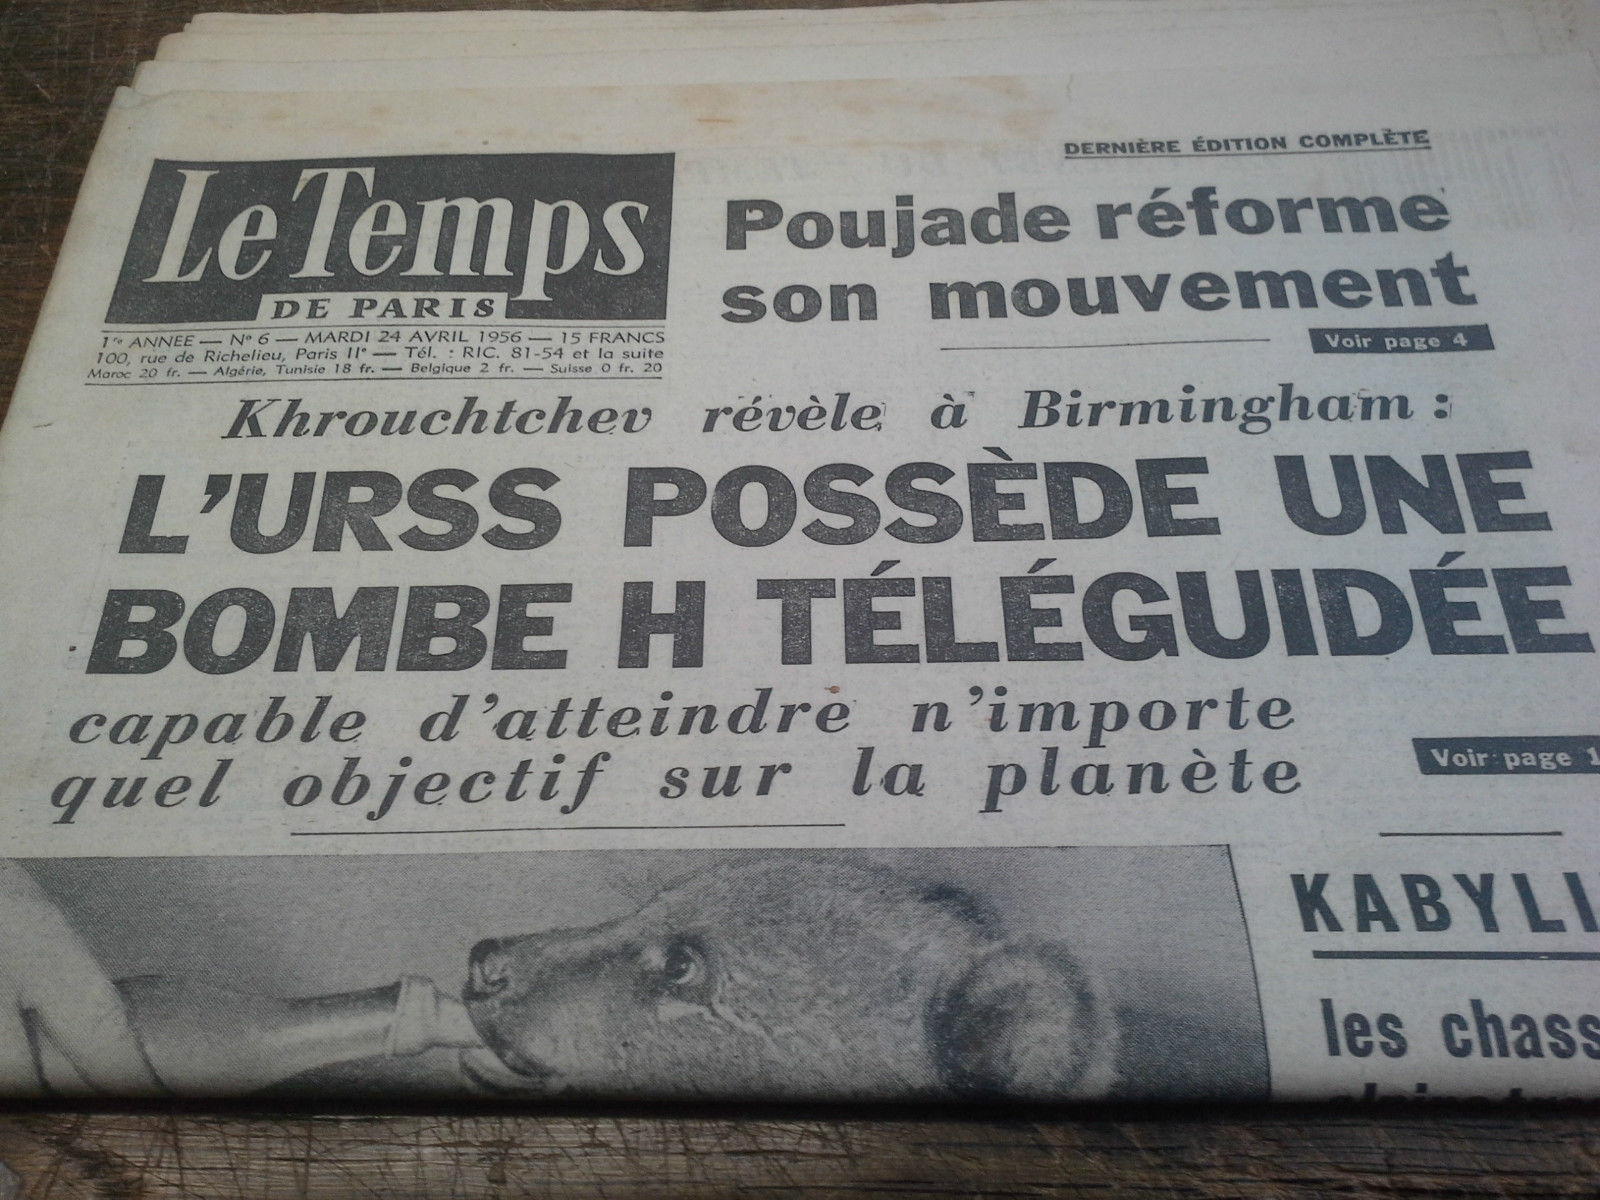 DERNIÈRE ÉDITION COMPLÈTE
Le Temps
DE PARIS
1re ANNEE — N° 6 — MARDI 24 AVRIL 1956 — 15 FRANCS
100, rue de Richelieu, Paris IIe — Tél. : RIC. 81-54 et la suite
Maroc 20 fr. — Algérie, Tunisie 18 fr. — Belgique 2 fr. — Suisse 0 fr. 20
Poujade réforme
son mouvement
Voir page 4
Khrouchtchev révèle à Birmingham :
L'URSS POSSÈDE UNE
BOMBE H TÉLÉGUIDÉE
capable d'atteindre n'importe
quel objectif sur la planète
Voir page 1
KABYLI
les chass